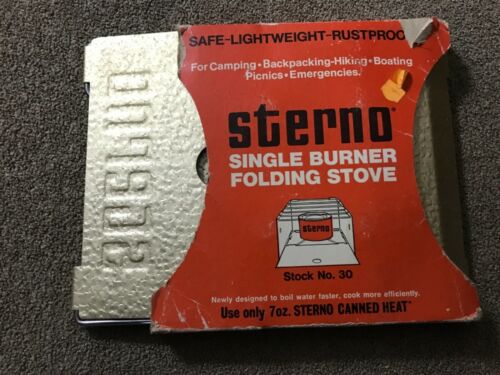 SAFE-LIGHTWEIGHT-RUSTPROO
For Camping•Backpacking-Hiking•Boating
Picnics•Emergencies.
sterno®
SINGLE BURNER
FOLDING STOVE
sterno
Stock No. 30
Newly designed to boil water faster, cook more efficiently.
Use only 7oz. STERNO CANNED HEAT®